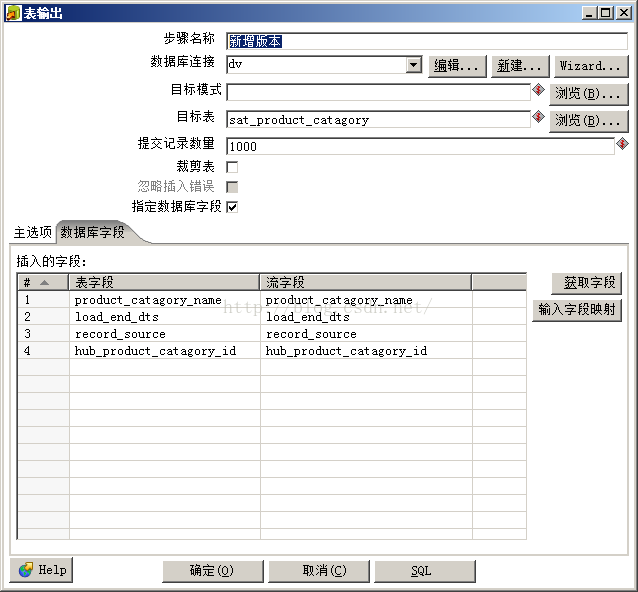 表输出
步骤名称 新增版本
数据库连接 dv 编辑... 新建... Wizard...
目标模式 浏览(B)...
目标表 sat_product_catagory 浏览(B)...
提交记录数量 1000
裁剪表
忽略插入错误
指定数据库字段
主选项 数据库字段
插入的字段:
# 表字段 流字段 获取字段
1 product_catagory_name product_catagory_name
2 load_end_dts load_end_dts 输入字段映射
3 record_source record_source
4 hub_product_catagory_id hub_product_catagory_id
http://blog.csdn.net/
Help 确定(O) 取消(C) SQL